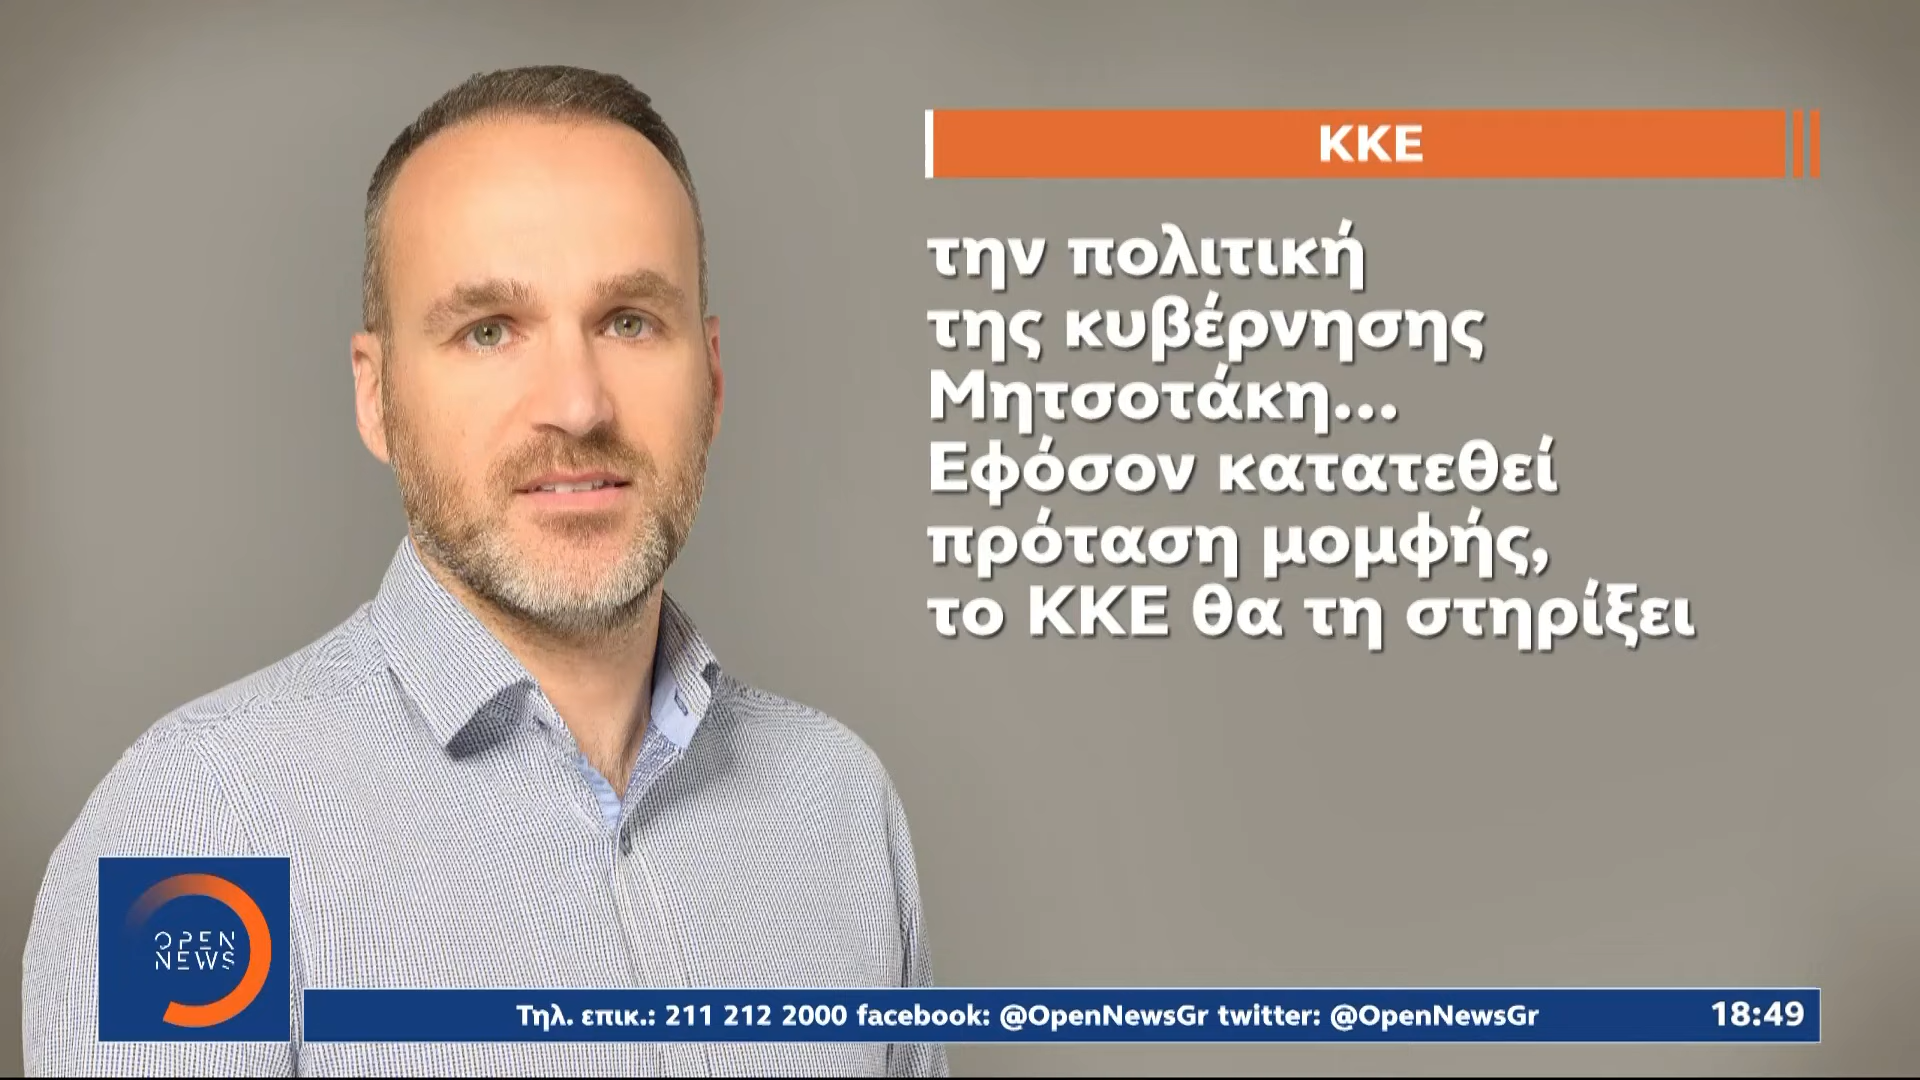 ΚΚΕ
την πολιτική
της κυβέρνησης
Μητσοτάκη...
Εφόσον κατατεθεί
πρόταση μομφής,
το ΚΚΕ θα τη στηρίξει
OPEN
NEWS
Τηλ. επικ.: 211 212 2000 facebook: @OpenNewsGr twitter: @OpenNewsGr
18:49